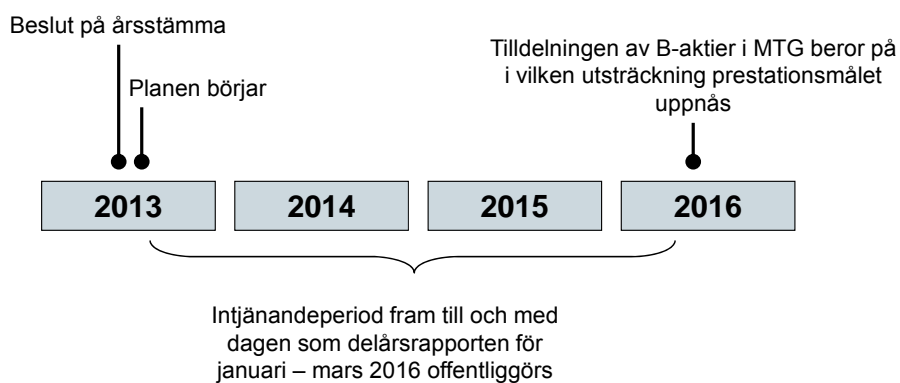 Beslut på årsstämma
Planen börjar
Tilldelningen av B-aktier i MTG beror på
i vilken utsträckning prestationsmålet
uppnås
2013
2014
2015
2016
Intjänandeperiod fram till och med
dagen som delårsrapporten för
januari – mars 2016 offentliggörs